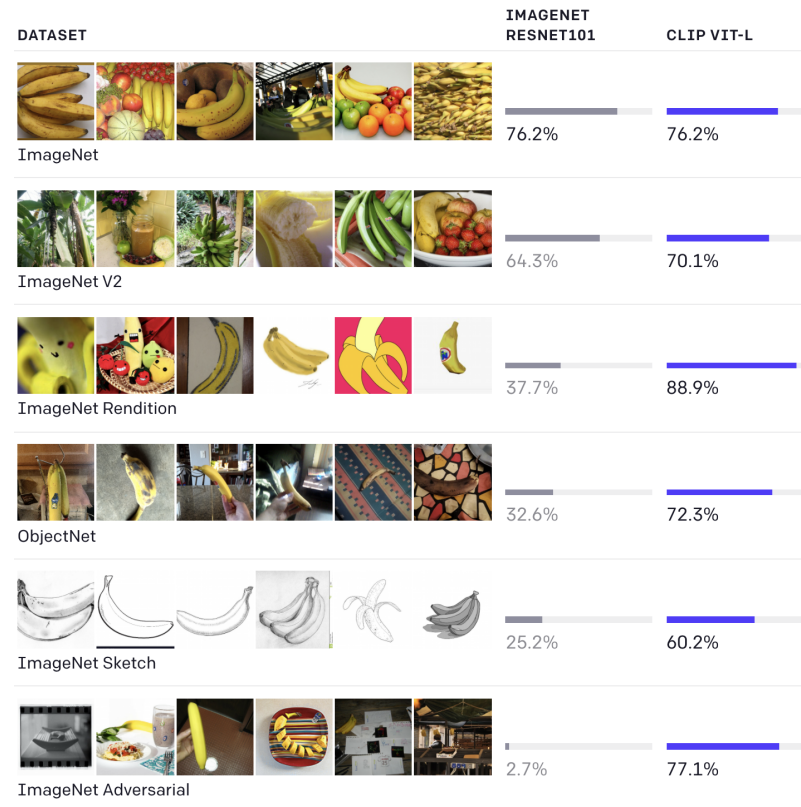 DATASET
IMAGENET
RESNET101
CLIP VIT-L
76.2%
76.2%
ImageNet
64.3%
70.1%
ImageNet V2
37.7%
88.9%
ImageNet Rendition
32.6%
72.3%
ObjectNet
25.2%
60.2%
ImageNet Sketch
2.7%
77.1%
ImageNet Adversarial